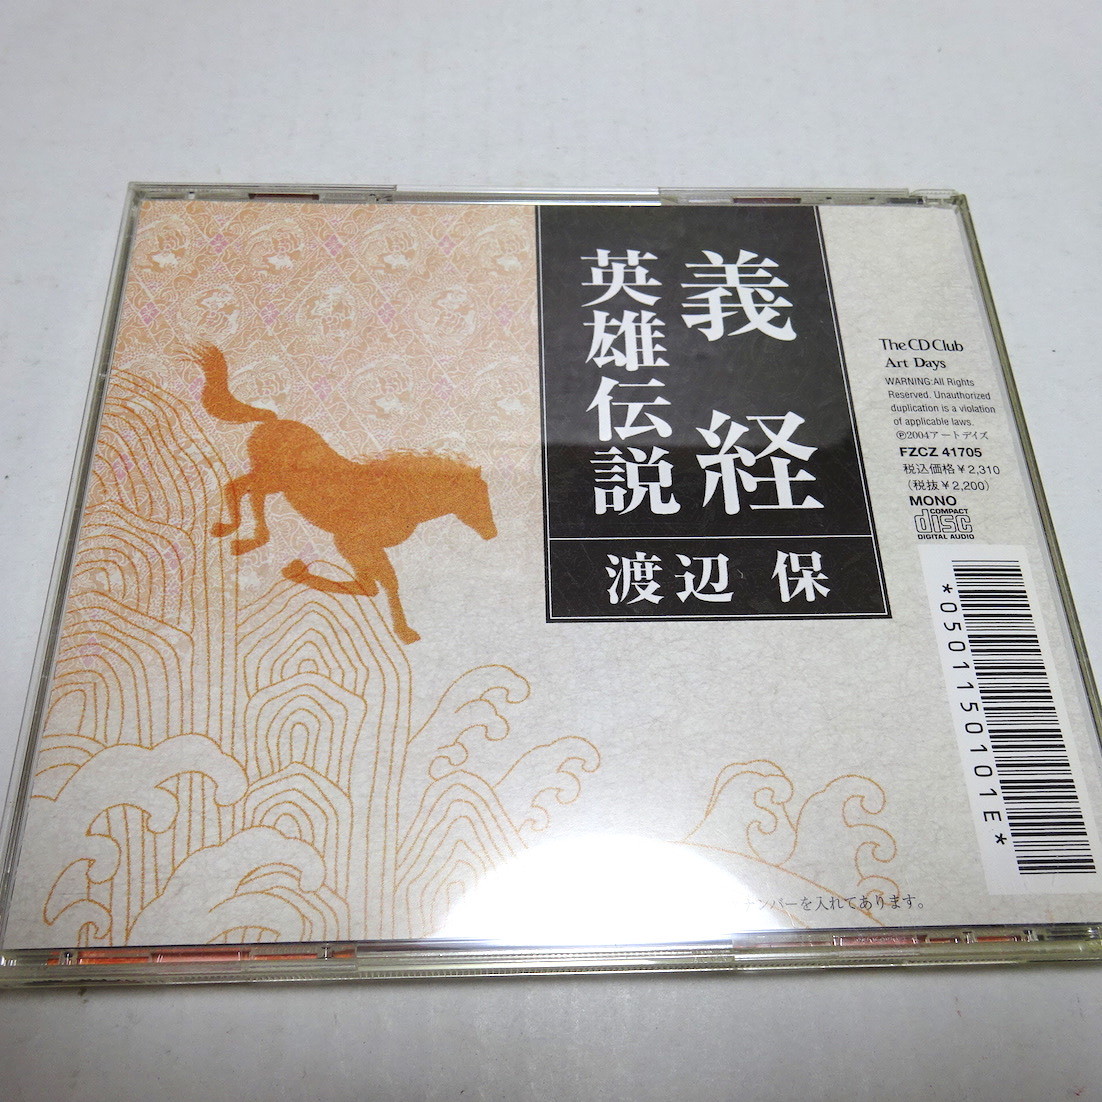 義経
英雄伝説
渡辺 保
The CD Club
Art Days
WARNING:All Rights
Reserved. Unauthorized
duplication is a violation
of applicable laws.
℗2004アートデイズ
FZCZ 41705
税込価格￥2,310
（税抜￥2,200）
MONO
COMPACT
disc
DIGITAL AUDIO
*0501150101E*
ナンバーを入れてあります。